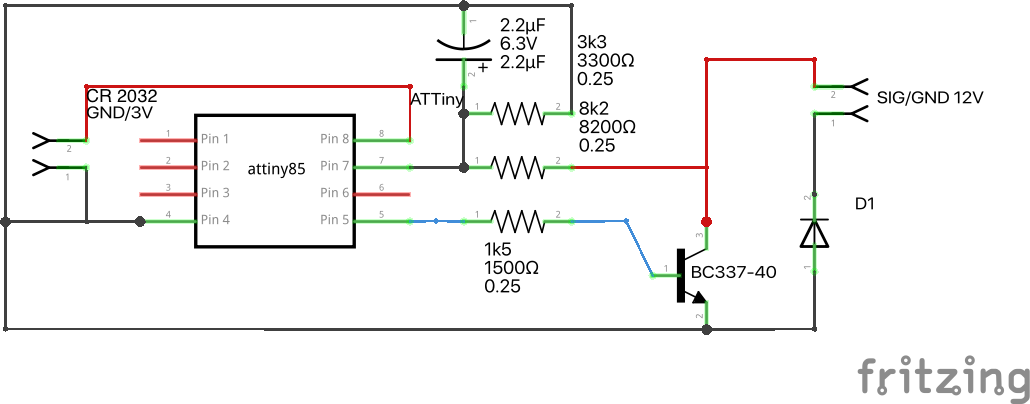 2.2µF
6.3V
2.2µF
1
2
+
3k3
3300Ω
0.25
CR 2032
GND/3V
ATTiny
1
2
8k2
8200Ω
0.25
2
1
SIG/GND 12V
2
1
1
Pin 1
Pin 8
8
2
Pin 2
Pin 7
7
1
2
attiny85
3
Pin 3
Pin 6
6
4
Pin 4
Pin 5
5
1
2
1k5
1500Ω
0.25
3
1
BC337-40
2
2
D1
1
fritzing